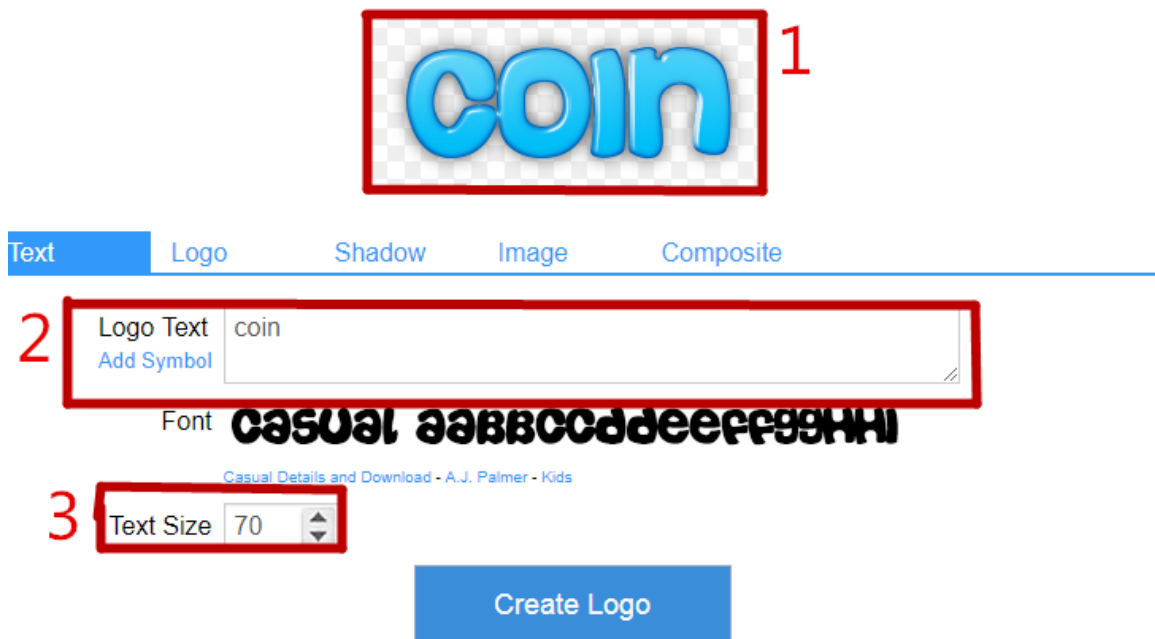 coin
1
Text Logo Shadow Image Composite
2
Logo Text coin
Add Symbol
Font casual aaBBCCddeeffggHHI
Casual Details and Download - A.J. Palmer - Kids
3
Text Size 70
Create Logo